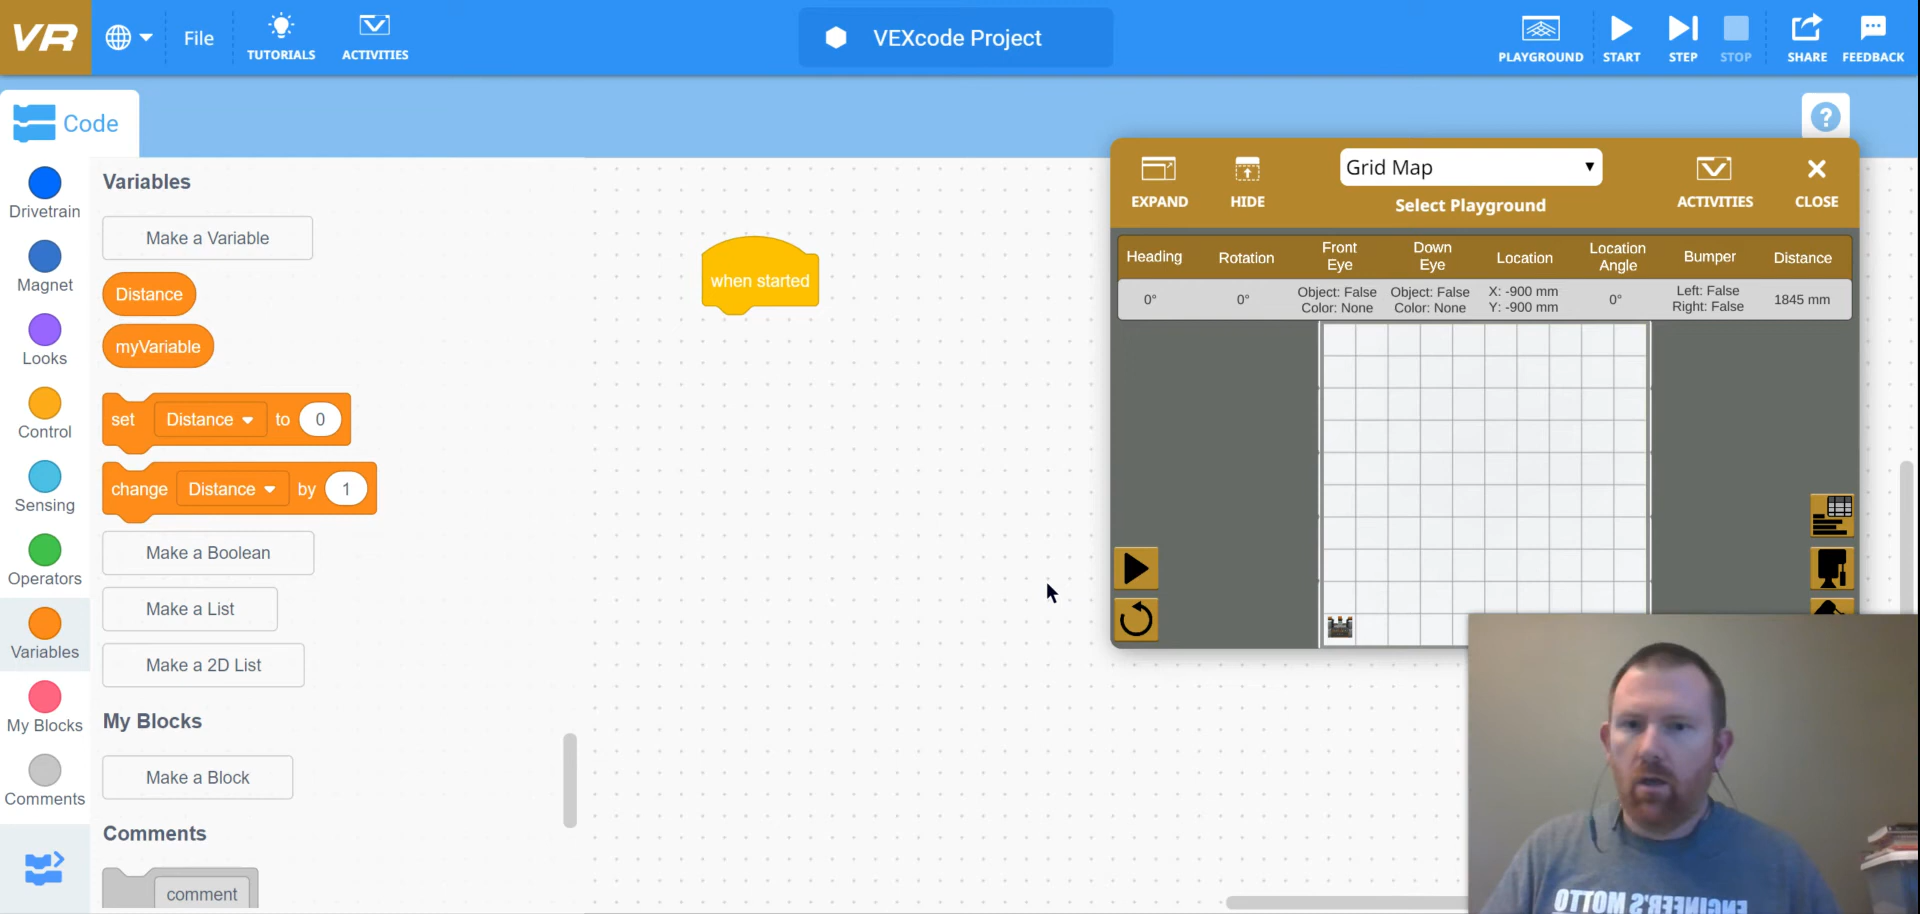 VR
File
TUTORIALS
ACTIVITIES
VEXcode Project
PLAYGROUND
START
STEP
STOP
SHARE
FEEDBACK
Code
?
Drivetrain
Magnet
Looks
Control
Sensing
Operators
Variables
My Blocks
Comments
Variables
Make a Variable
Distance
myVariable
set Distance to 0
change Distance by 1
Make a Boolean
Make a List
Make a 2D List
My Blocks
Make a Block
Comments
comment
when started
EXPAND
HIDE
Grid Map
Select Playground
ACTIVITIES
CLOSE
Heading
Rotation
Front
Eye
Down
Eye
Location
Location
Angle
Bumper
Distance
0°
0°
Object: False
Color: None
Object: False
Color: None
X: -900 mm
Y: -900 mm
0°
Left: False
Right: False
1845 mm
ENGINEER'S MOTTO